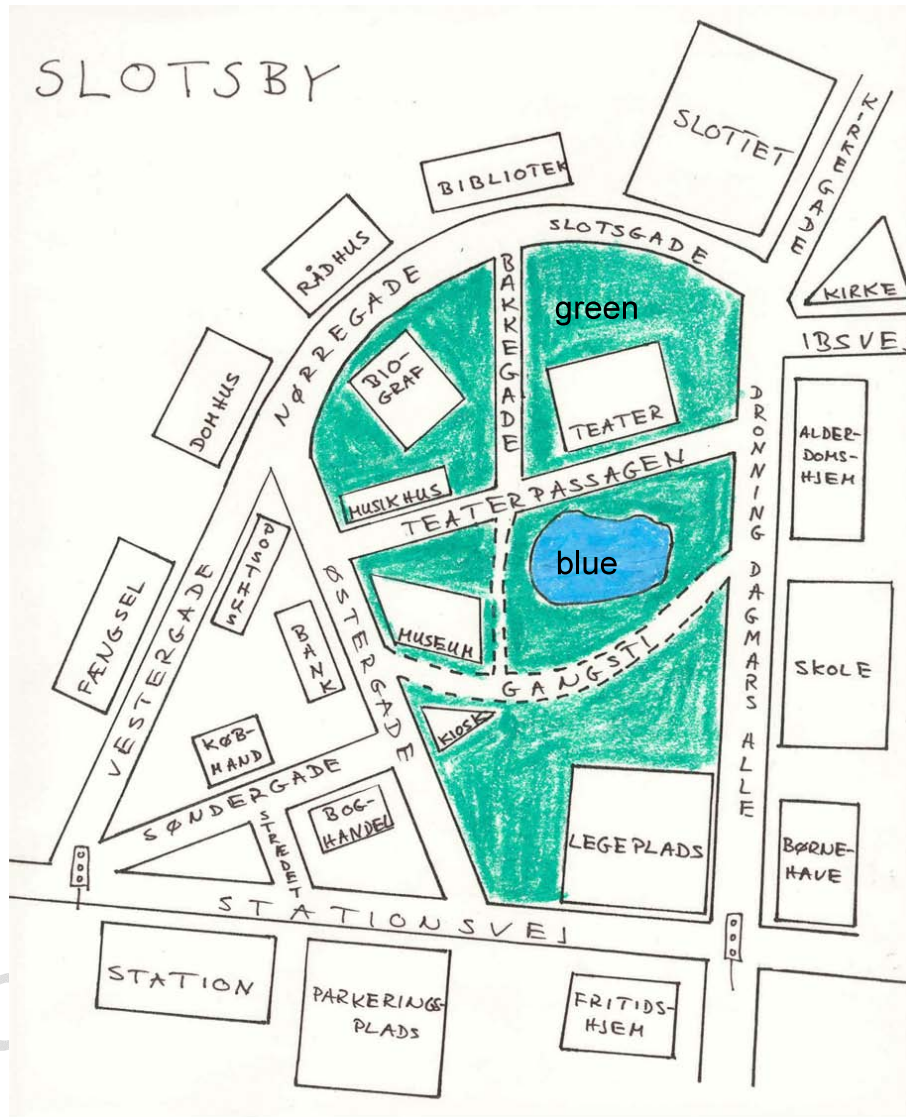 SLOTSBY
SLOTTET
KIRKEGADE
BIBLIOTEK
SLOTSGADE
RÅDHUS
KIRKE
NØRREGADE
BAKKEGADE
green
IBSVEJ
BIO-
GRAF
DOMHUS
TEATER
DRONNING DAGMARS ALLE
ALDER-
DOMS-
HJEM
MUSIKHUS
TEATERPASSAGEN
POSTHUS
blue
ØSTERGADE
FÆNGSEL
VESTERGADE
BANK
MUSEUM
GANGSTI
SKOLE
KIOSK
KØB-
MAND
SØNDERGADE
STRÆDET
BOG-
HANDEL
LEGEPLADS
BØRNE-
HAVE
STATIONSVEJ
STATION
PARKERINGS-
PLADS
FRITIDS-
HJEM